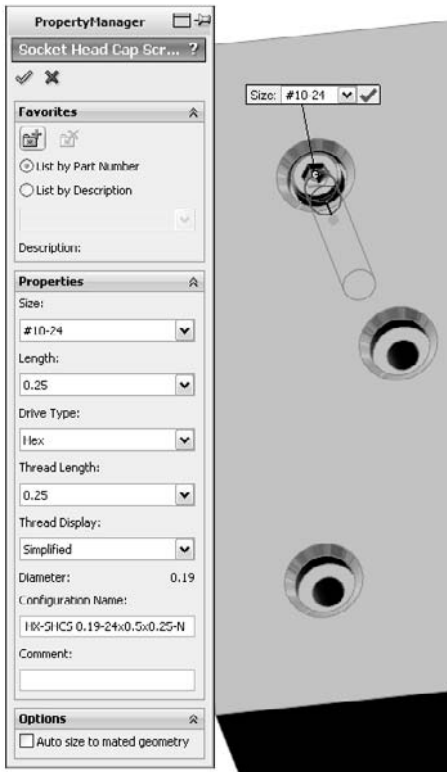 PropertyManager
Socket Head Cap Scr... ?
Favorites
List by Part Number
List by Description
Description:
Properties
Size:
#10-24
Length:
0.25
Drive Type:
Hex
Thread Length:
0.25
Thread Display:
Simplified
Diameter: 0.19
Configuration Name:
HX-SHCS 0.19-24x0.5x0.25-N
Comment:
Options
Auto size to mated geometry
Size: #10-24